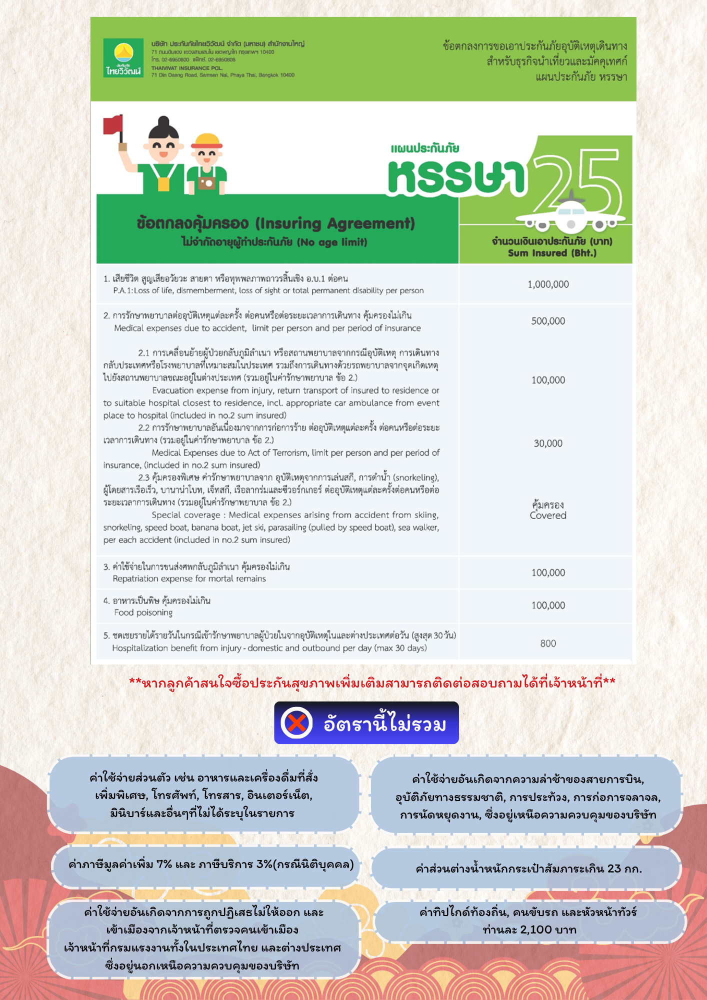 ประกันภัย
ไทยวิวัฒน์
บริษัท ประกันภัยไทยวิวัฒน์ จำกัด (มหาชน) สำนักงานใหญ่
71 ถนนดินแดง แขวงสามเสนใน เขตพญาไท กรุงเทพฯ 10400
โทร. 02-6950800 แฟ็กซ์. 02-6950808
THAIVIVAT INSURANCE PCL.
71 Din Daeng Road, Samsen Nai, Phaya Thai, Bangkok 10400
ข้อตกลงการขอเอาประกันภัยอุบัติเหตุเดินทาง
สำหรับธุรกิจนำเที่ยวและมัคคุเทศก์
แผนประกันภัย หรรษา
แผนประกันภัย
หรรษา 25
ข้อตกลงคุ้มครอง (Insuring Agreement)
ไม่จำกัดอายุผู้ทำประกันภัย (No age limit)
จำนวนเงินเอาประกันภัย (บาท)
Sum Insured (Bht.)
1. เสียชีวิต สูญเสียอวัยวะ สายตา หรือทุพพลภาพถาวรสิ้นเชิง อ.บ.1 ต่อคน
P.A.1:Loss of life, dismemberment, loss of sight or total permanent disability per person
1,000,000
2. การรักษาพยาบาลต่ออุบัติเหตุแต่ละครั้ง ต่อคนหรือต่อระยะเวลาการเดินทาง คุ้มครองไม่เกิน
Medical expenses due to accident, limit per person and per period of insurance
500,000
2.1 การเคลื่อนย้ายผู้ป่วยกลับภูมิลำเนา หรือสถานพยาบาลจากกรณีอุบัติเหตุ การเดินทาง
กลับประเทศหรือโรงพยาบาลที่เหมาะสมในประเทศ รวมถึงการเดินทางด้วยรถพยาบาลจากจุดเกิดเหตุ
ไปยังสถานพยาบาลขณะอยู่ในต่างประเทศ (รวมอยู่ในค่ารักษาพยาบาล ข้อ 2.)
Evacuation expense from injury, return transport of insured to residence or
to suitable hospital closest to residence, incl. appropriate car ambulance from event
place to hospital (included in no.2 sum insured)
100,000
2.2 การรักษาพยาบาลอันเนื่องมาจากการก่อการร้าย ต่ออุบัติเหตุแต่ละครั้ง ต่อคนหรือต่อระยะ
เวลาการเดินทาง (รวมอยู่ในค่ารักษาพยาบาล ข้อ 2.)
Medical Expenses due to Act of Terrorism, limit per person and per period of
insurance, (included in no.2 sum insured)
30,000
2.3 คุ้มครองพิเศษ ค่ารักษาพยาบาลจาก อุบัติเหตุจากการเล่นสกี, การดำน้ำ (snorkeling),
ผู้โดยสารเรือเร็ว, บานาน่าโบท, เจ็ทสกี, เรือลากร่มและซีวอร์กเกอร์ ต่ออุบัติเหตุแต่ละครั้งต่อคนหรือต่อ
ระยะเวลาการเดินทาง (รวมอยู่ในค่ารักษาพยาบาล ข้อ 2.)
Special coverage : Medical expenses arising from accident from skiing,
snorkeling, speed boat, banana boat, jet ski, parasailing (pulled by speed boat), sea walker,
per each accident (included in no.2 sum insured)
คุ้มครอง
Covered
3. ค่าใช้จ่ายในการขนส่งศพกลับภูมิลำเนา คุ้มครองไม่เกิน
Repatriation expense for mortal remains
100,000
4. อาหารเป็นพิษ คุ้มครองไม่เกิน
Food poisoning
100,000
5. ชดเชยรายได้รายวันในกรณีเข้ารักษาพยาบาลผู้ป่วยในจากอุบัติเหตุในและต่างประเทศต่อวัน (สูงสุด 30 วัน)
Hospitalization benefit from injury - domestic and outbound per day (max 30 days)
800
**หากลูกค้าสนใจซื้อประกันสุขภาพเพิ่มเติมสามารถติดต่อสอบถามได้ที่เจ้าหน้าที่**
อัตรานี้ไม่รวม
ค่าใช้จ่ายส่วนตัว เช่น อาหารและเครื่องดื่มที่สั่ง
เพิ่มพิเศษ, โทรศัพท์, โทรสาร, อินเตอร์เน็ต,
มินิบาร์และอื่นๆที่ไม่ได้ระบุในรายการ
ค่าใช้จ่ายอันเกิดจากความล่าช้าของสายการบิน,
อุบัติภัยทางธรรมชาติ, การประท้วง, การก่อการจลาจล,
การนัดหยุดงาน, ซึ่งอยู่เหนือความควบคุมของบริษัท
ค่าภาษีมูลค่าเพิ่ม 7% และ ภาษีบริการ 3%(กรณีนิติบุคคล)
ค่าส่วนต่างน้ำหนักกระเป๋าสัมภาระเกิน 23 กก.
ค่าใช้จ่ายอันเกิดจากการถูกปฏิเสธไม่ให้ออก และ
เข้าเมืองจากเจ้าหน้าที่ตรวจคนเข้าเมือง
เจ้าหน้าที่กรมแรงงานทั้งในประเทศไทย และต่างประเทศ
ซึ่งอยู่นอกเหนือความควบคุมของบริษัท
ค่าทิปไกด์ท้องถิ่น, คนขับรถ และหัวหน้าทัวร์
ท่านละ 2,100 บาท